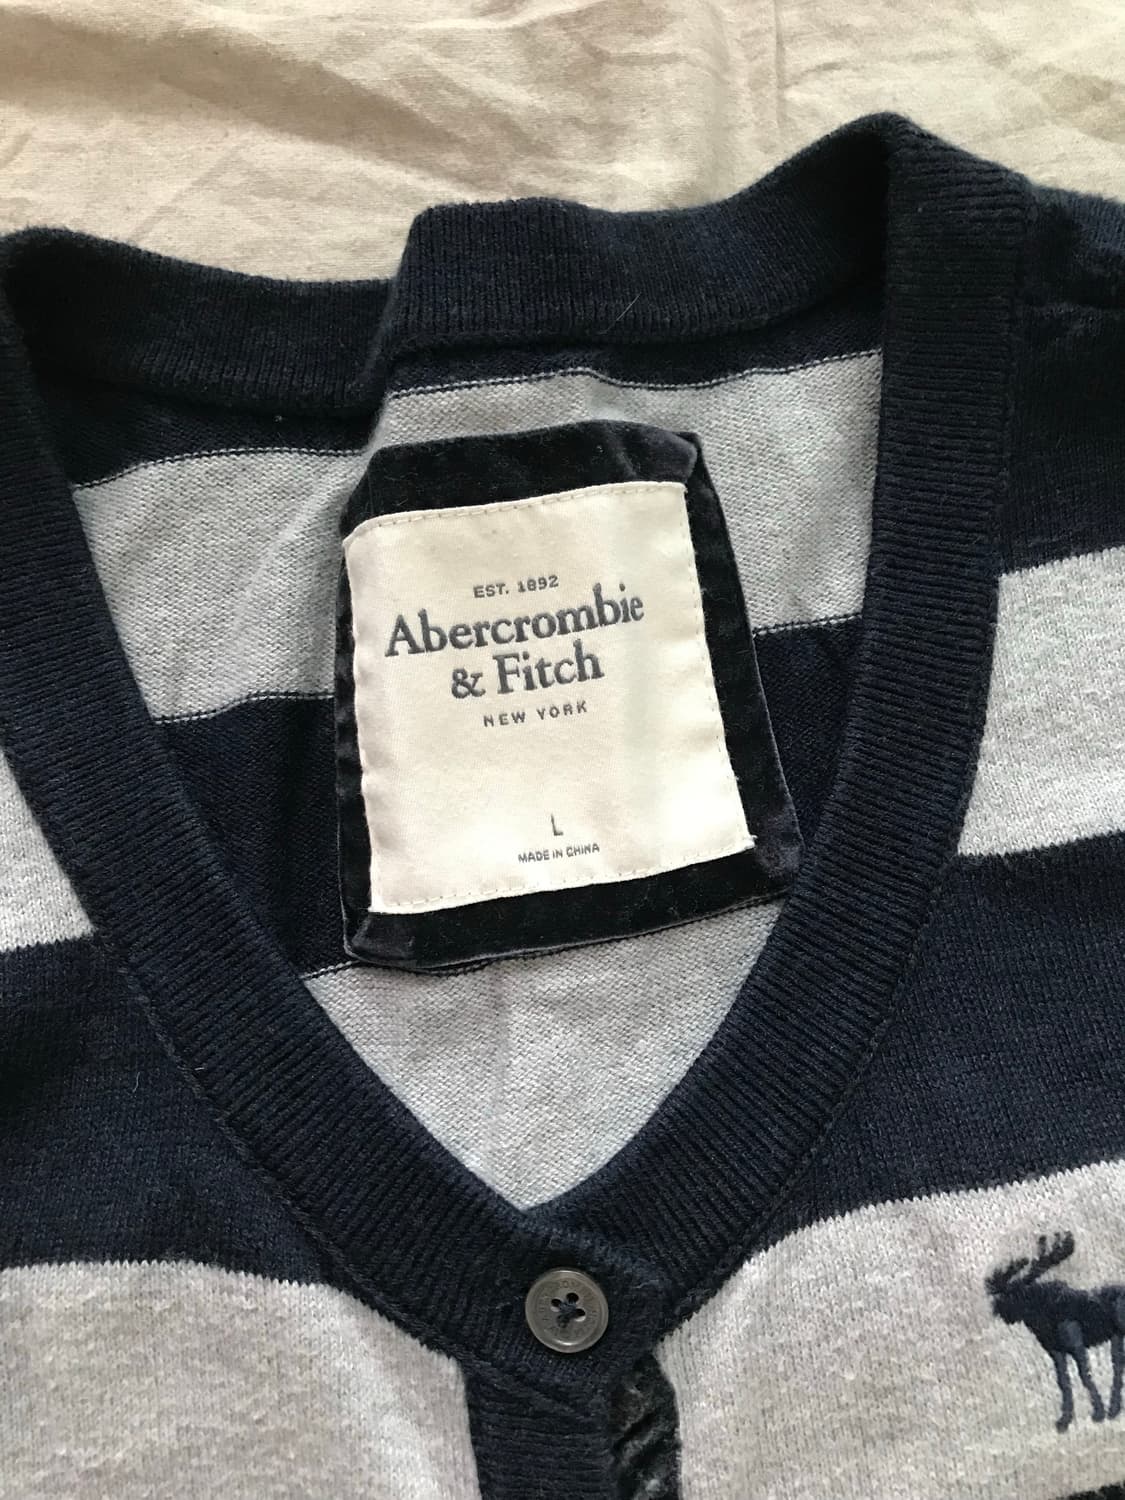 EST. 1892
Abercrombie
& Fitch
NEW YORK
L
MADE IN CHINA